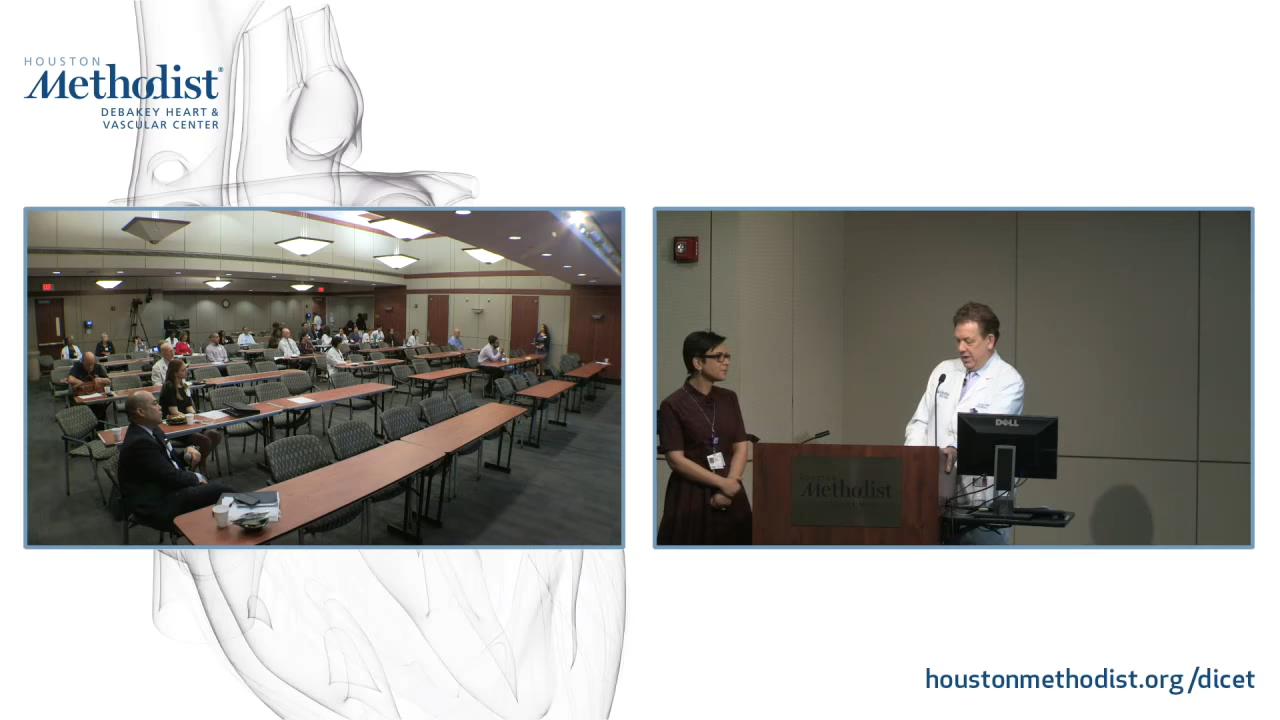 HOUSTON
Methodist®
DEBAKEY HEART &
VASCULAR CENTER
DELL
Methodist
houstonmethodist.org/dicet